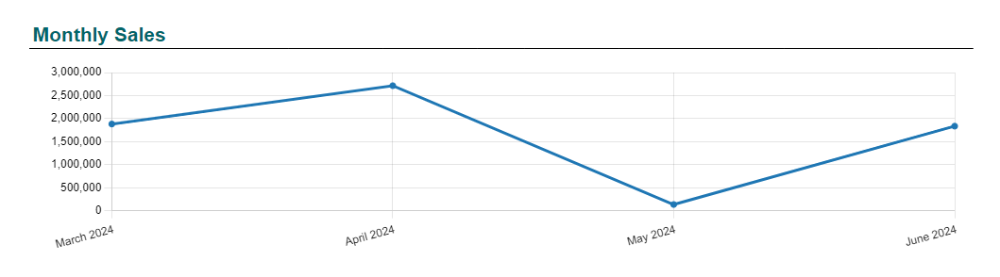 Monthly Sales
3,000,000
2,500,000
2,000,000
1,500,000
1,000,000
500,000
0
March 2024
April 2024
May 2024
June 2024